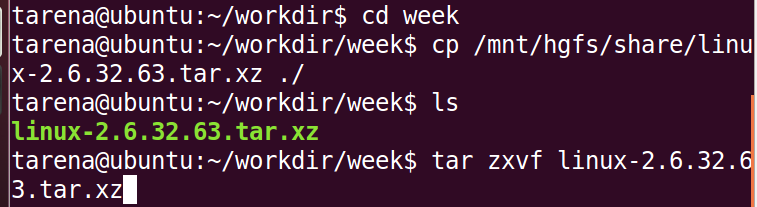 tarena@ubuntu:~/workdir$ cd week
tarena@ubuntu:~/workdir/week$ cp /mnt/hgfs/share/linu
x-2.6.32.63.tar.xz ./
tarena@ubuntu:~/workdir/week$ ls
linux-2.6.32.63.tar.xz
tarena@ubuntu:~/workdir/week$ tar zxvf linux-2.6.32.6
3.tar.xz